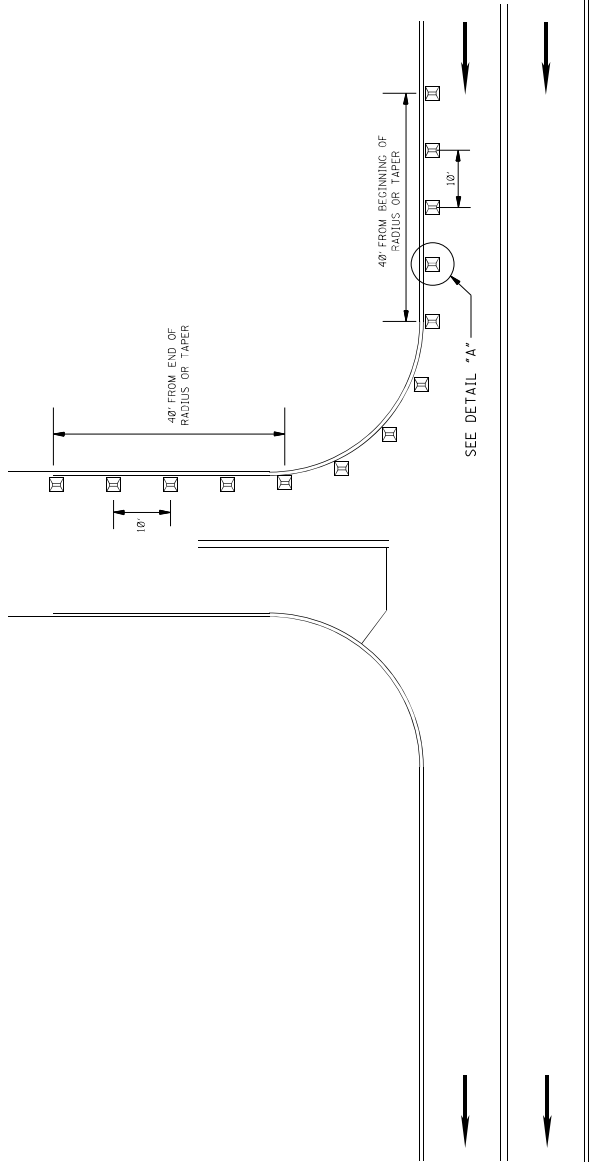 40' FROM BEGINNING OF
RADIUS OR TAPER
10'
SEE DETAIL "A"
40' FROM END OF
RADIUS OR TAPER
10'